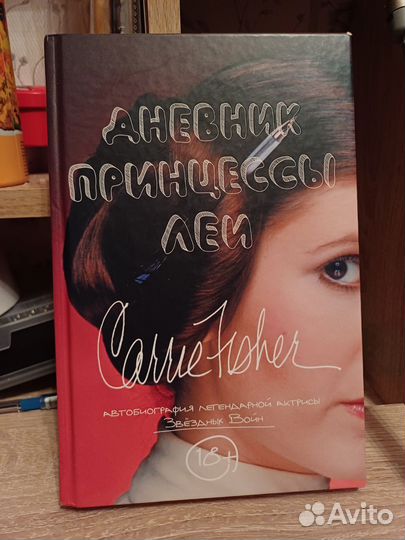 ДНЕВНИК
ПРИНЦЕССЫ
ЛЕИ
Carrie Fisher
АВТОБИОГРАФИЯ ЛЕГЕНДАРНОЙ АКТРИСЫ
ЗВЁЗДНЫХ ВОЙН
18+
Avito